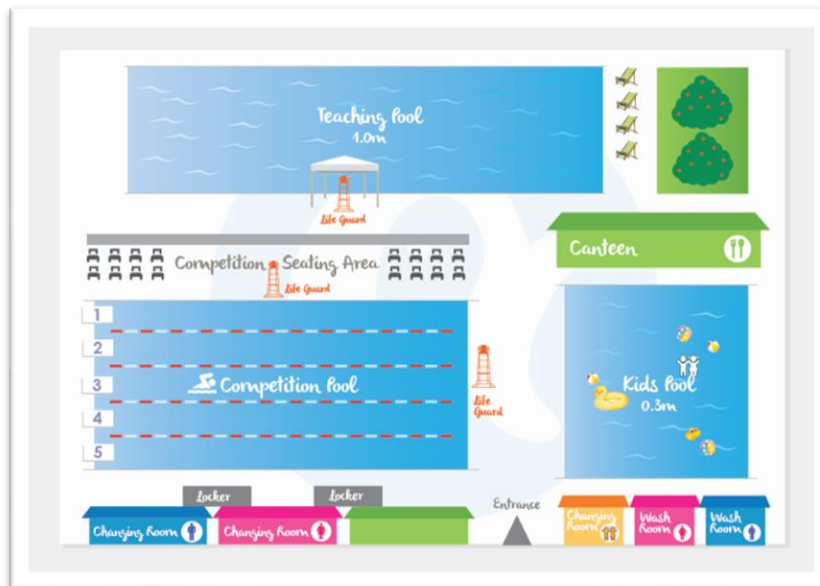 Teaching Pool
1.0m
Life Guard
Competition Seating Area
Life Guard
Canteen
1
2
3
4
5
Competition Pool
Life
Guard
Kids Pool
0.3m
Locker
Locker
Entrance
Changing Room
Changing Room
Changing
Room
Wash
Room
Wash
Room